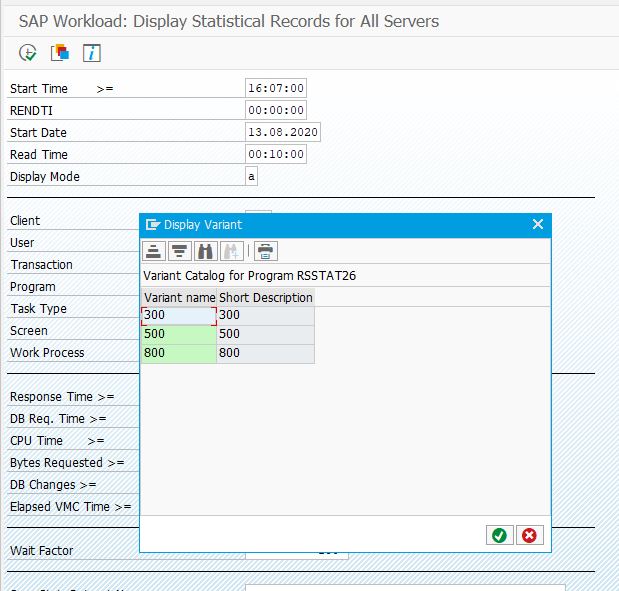 SAP Workload: Display Statistical Records for All Servers
Start Time >= 16:07:00
RENDTI 00:00:00
Start Date 13.08.2020
Read Time 00:10:00
Display Mode a
Client
User
Transaction
Program
Task Type
Screen
Work Process
Response Time >=
DB Req. Time >=
CPU Time >=
Bytes Requested >=
DB Changes >=
Elapsed VMC Time >=
Wait Factor
Display Variant
Variant Catalog for Program RSSTAT26
Variant name Short Description
300 300
500 500
800 800